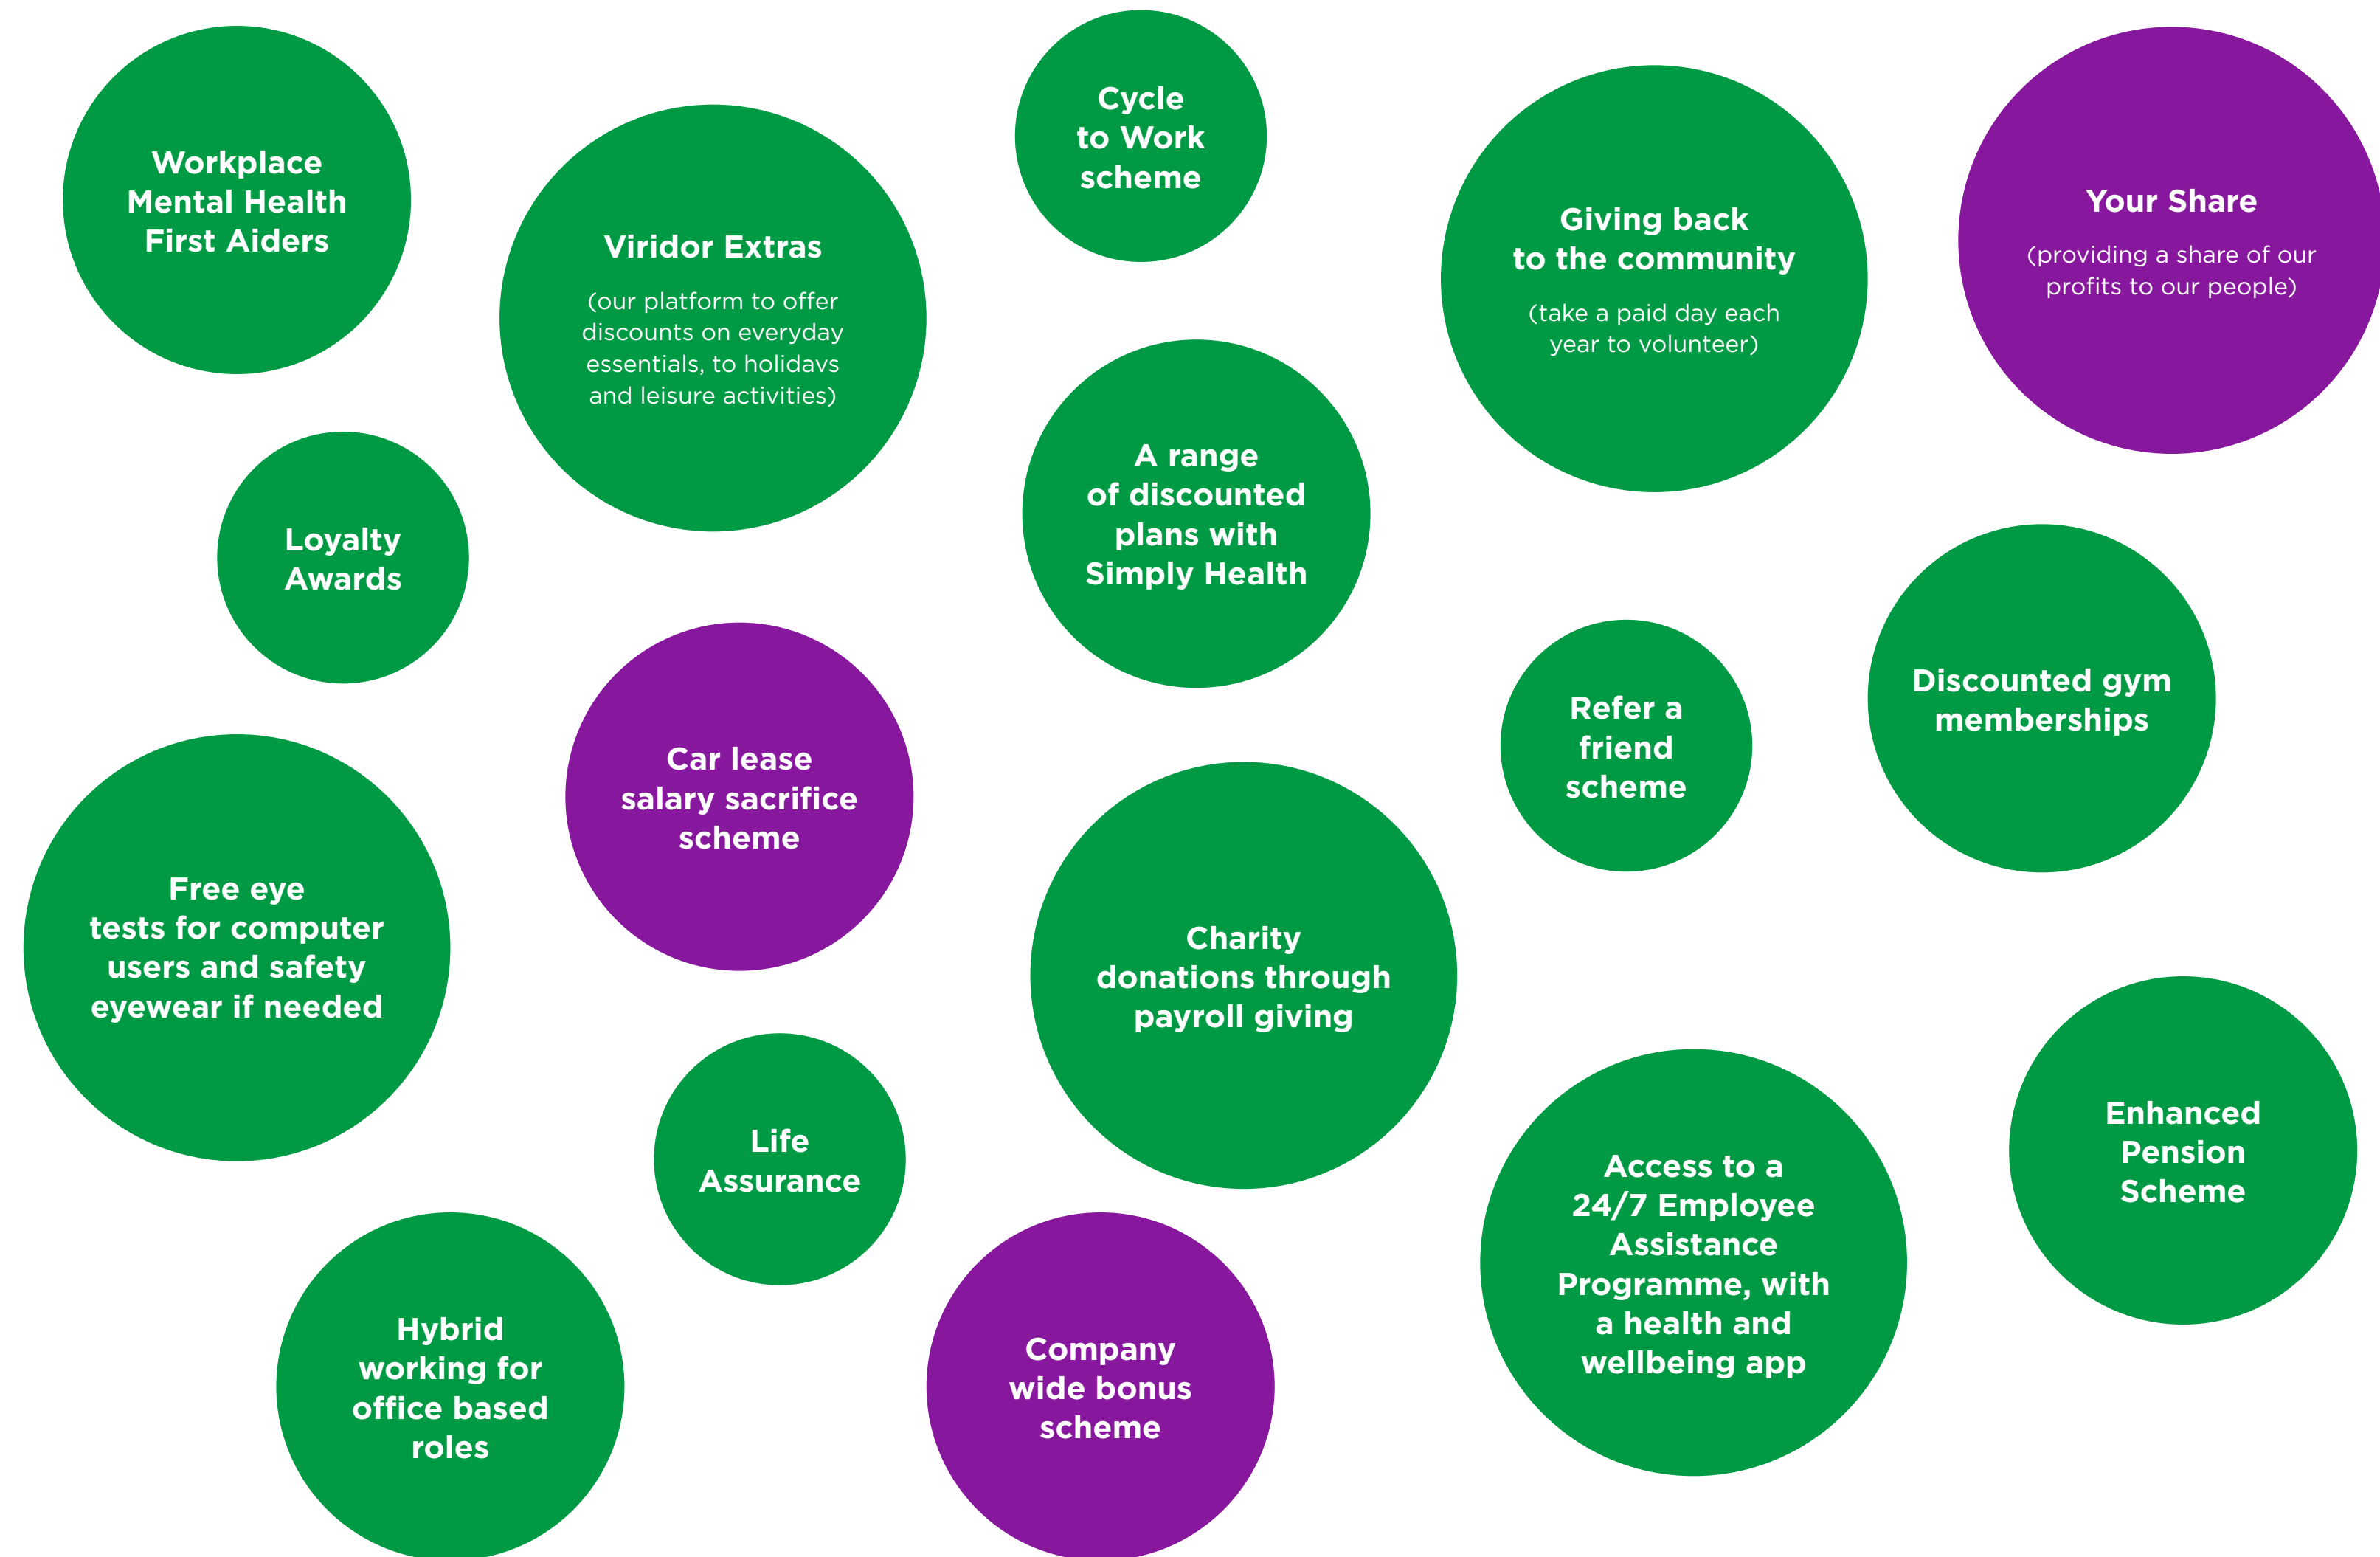 Workplace
Mental Health
First Aiders
Viridor Extras
(our platform to offer
discounts on everyday
essentials, to holidavs
and leisure activities)
Cycle
to Work
scheme
Giving back
to the community
(take a paid day each
year to volunteer)
Your Share
(providing a share of our
profits to our people)
Loyalty
Awards
A range
of discounted
plans with
Simply Health
Car lease
salary sacrifice
scheme
Refer a
friend
scheme
Discounted gym
memberships
Free eye
tests for computer
users and safety
eyewear if needed
Charity
donations through
payroll giving
Life
Assurance
Access to a
24/7 Employee
Assistance
Programme, with
a health and
wellbeing app
Enhanced
Pension
Scheme
Hybrid
working for
office based
roles
Company
wide bonus
scheme